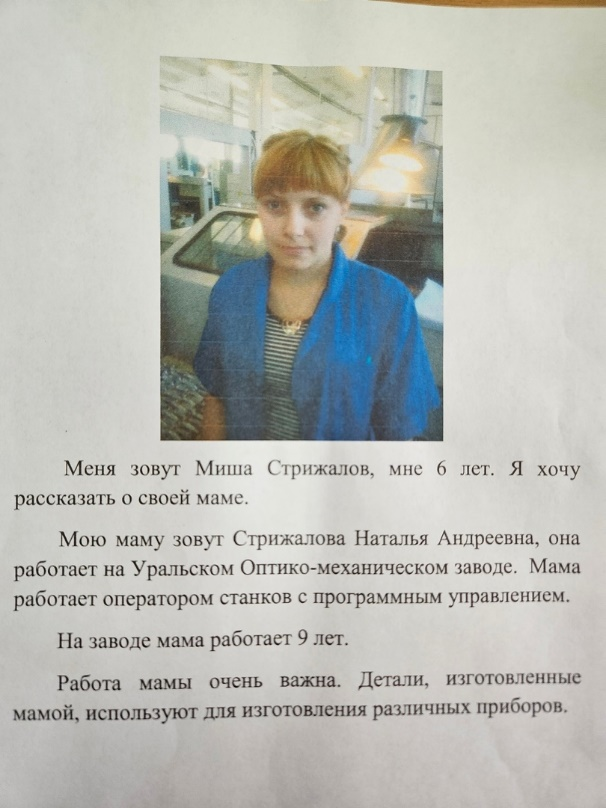 Меня зовут Миша Стрижалов, мне 6 лет. Я хочу
рассказать о своей маме.
Мою маму зовут Стрижалова Наталья Андреевна, она
работает на Уральском Оптико-механическом заводе. Мама
работает оператором станков с программным управлением.
На заводе мама работает 9 лет.
Работа мамы очень важна. Детали, изготовленные
мамой, используют для изготовления различных приборов.